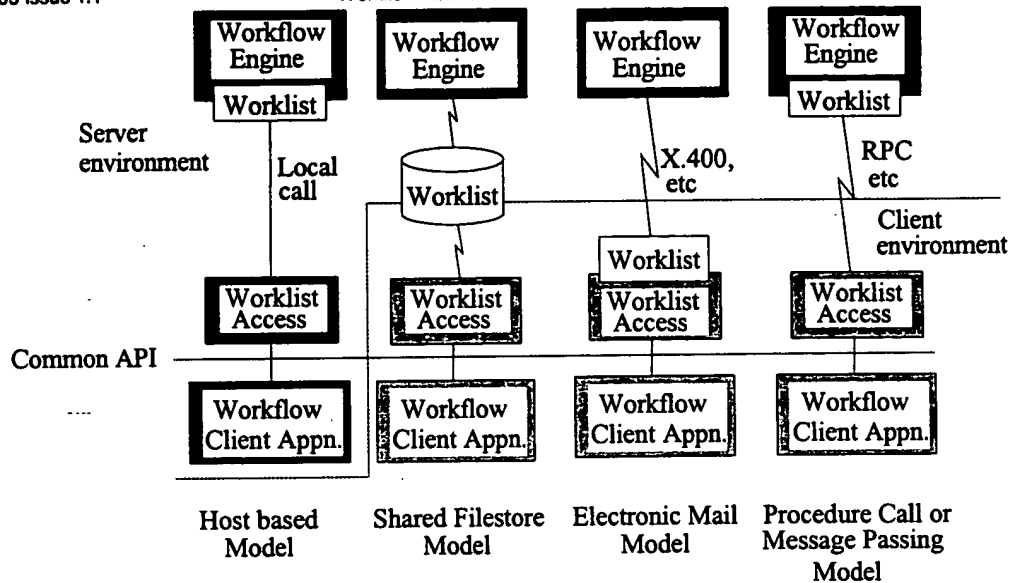 Workflow Engine
Worklist
Workflow Engine
Workflow Engine
Workflow Engine
Worklist
Server environment
Local call
Worklist
X.400, etc
RPC etc
Client environment
Worklist
Worklist Access
Worklist Access
Worklist Access
Worklist Access
Common API
Workflow Client Appn.
Workflow Client Appn.
Workflow Client Appn.
Workflow Client Appn.
Host based Model
Shared Filestore Model
Electronic Mail Model
Procedure Call or Message Passing Model